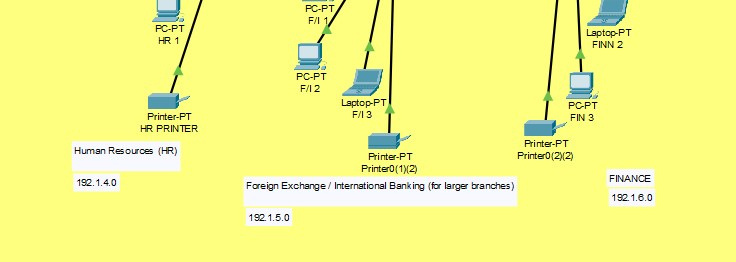 PC-PT
HR 1
PC-PT
F/I 1
Laptop-PT
FINN 2
PC-PT
F/I 2
Laptop-PT
F/I 3
PC-PT
FIN 3
Printer-PT
HR PRINTER
Printer-PT
Printer0(1)(2)
Printer-PT
Printer0(2)(2)
Human Resources (HR)
192.1.4.0
Foreign Exchange / International Banking (for larger branches)
192.1.5.0
FINANCE
192.1.6.0